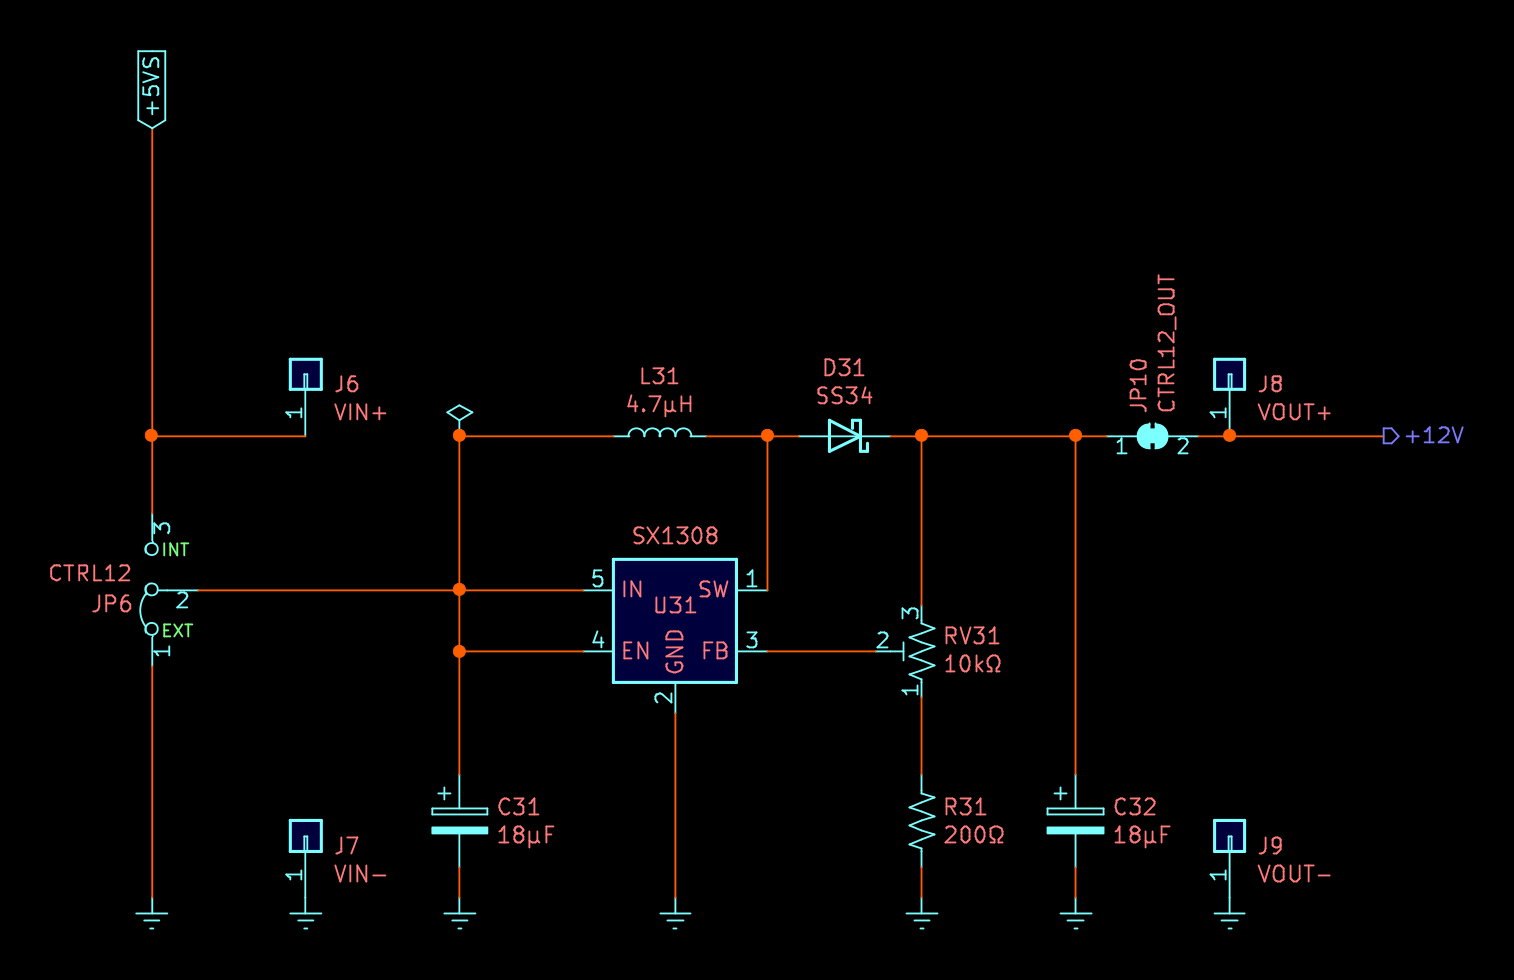 +5VS
J6
VIN+
1
L31
4.7µH
D31
SS34
JP10
CTRL12_OUT
1
2
J8
VOUT+
1
+12V
3
INT
CTRL12
JP6
2
EXT
1
SX1308
5
IN
SW
1
U31
4
EN
GND
FB
3
2
3
2
RV31
10kΩ
1
+
C31
18µF
R31
200Ω
+
C32
18µF
J7
VIN-
1
J9
VOUT-
1